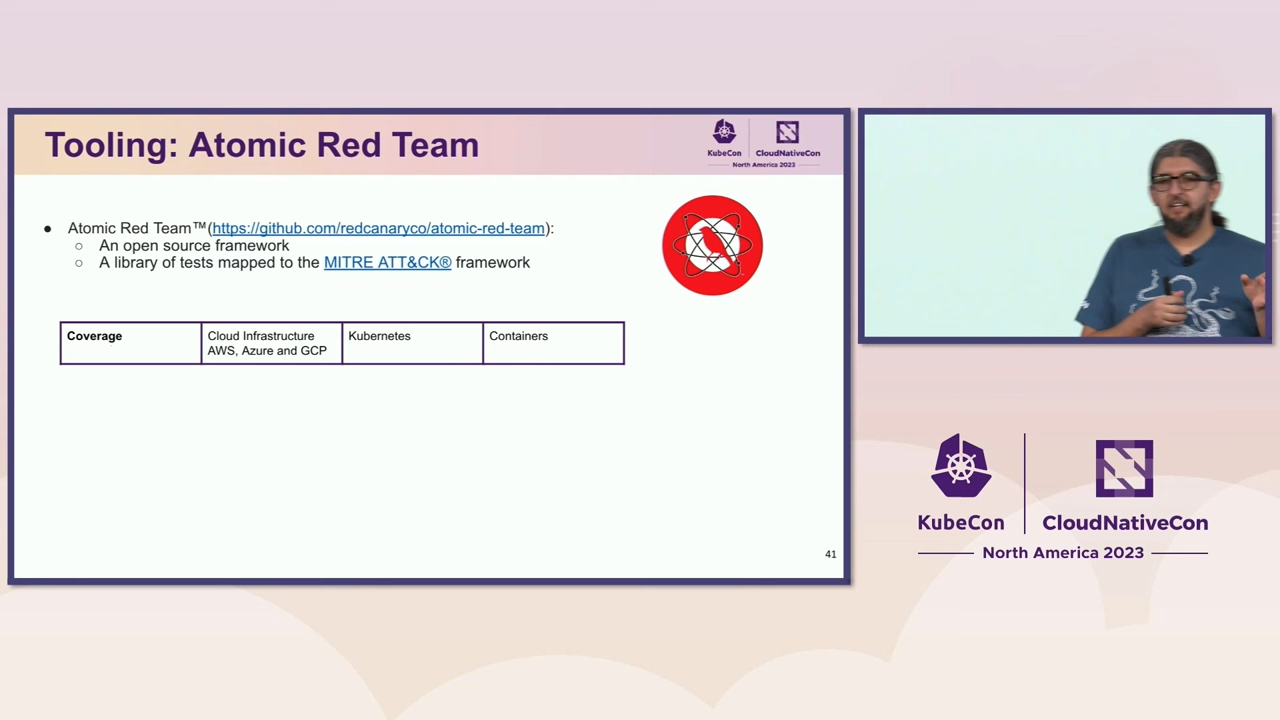 Tooling: Atomic Red Team
KubeCon
CloudNativeCon
North America 2023
● Atomic Red Team™(https://github.com/redcanaryco/atomic-red-team):
○ An open source framework
○ A library of tests mapped to the MITRE ATT&CK® framework
Coverage
Cloud Infrastructure
AWS, Azure and GCP
Kubernetes
Containers
41
KubeCon
CloudNativeCon
North America 2023